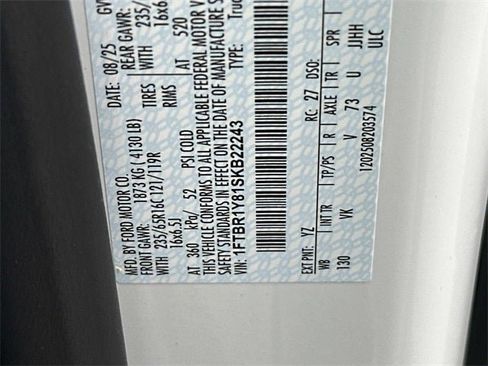 MFD. BY FORD MOTOR CO.
DATE: 08/25 GV
FRONT GAWR: 1873 KG ( 4130 LB) REAR GAWR:
WITH 235/65R16C 121/119R TIRES WITH 235/
16x6.5J RIMS 16x6
AT 360 kPa/ 52 PSI COLD AT 520
THIS VEHICLE CONFORMS TO ALL APPLICABLE FEDERAL MOTOR V
STANDARDS IN EFFECT ON THE DATE OF MANUFACTURE S
VIN: 1FTBR1Y81SKB22243 TYPE: Truc
EXT PNT: YZ RC: 27 DSO:
WB INT TR TP/PS R AXLE TR SPR
130 VK V 73 U JJHH
1202508203574 ULC